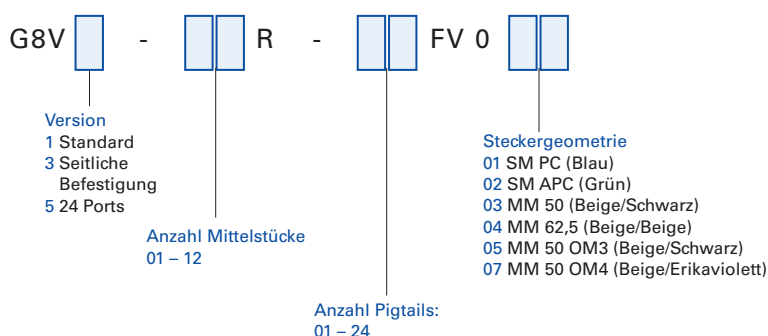 G8V - R - FV 0
Version
1 Standard
3 Seitliche
Befestigung
5 24 Ports
Anzahl Mittelstücke
01 – 12
Anzahl Pigtails:
01 – 24
Steckergeometrie
01 SM PC (Blau)
02 SM APC (Grün)
03 MM 50 (Beige/Schwarz)
04 MM 62,5 (Beige/Beige)
05 MM 50 OM3 (Beige/Schwarz)
07 MM 50 OM4 (Beige/Erikaviolett)